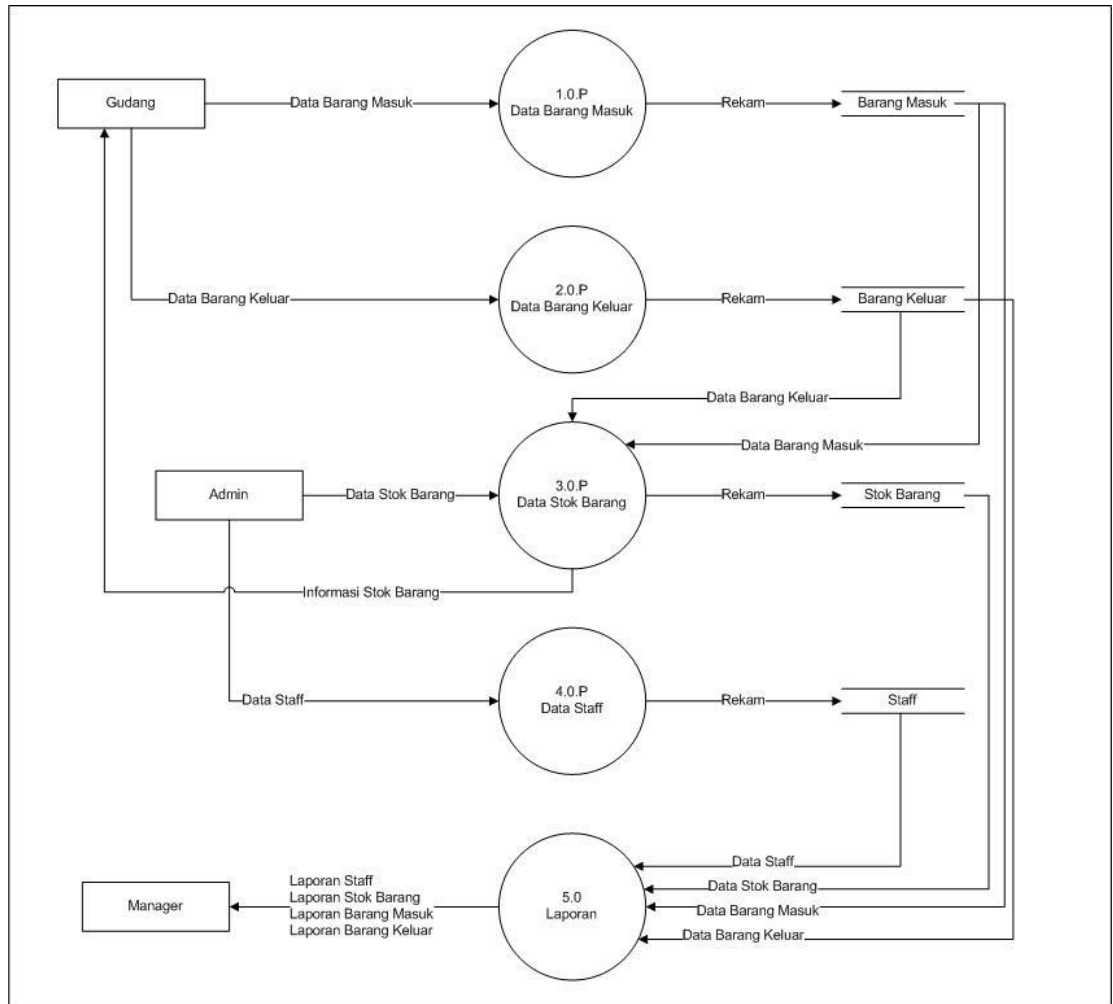 Gudang
Data Barang Masuk
1.0.P
Data Barang Masuk
Rekam
Barang Masuk
Data Barang Keluar
2.0.P
Data Barang Keluar
Rekam
Barang Keluar
Data Barang Keluar
Data Barang Masuk
Admin
Data Stok Barang
3.0.P
Data Stok Barang
Rekam
Stok Barang
Informasi Stok Barang
Data Staff
4.0.P
Data Staff
Rekam
Staff
Data Staff
Data Stok Barang
Data Barang Masuk
Data Barang Keluar
5.0
Laporan
Laporan Staff
Laporan Stok Barang
Laporan Barang Masuk
Laporan Barang Keluar
Manager